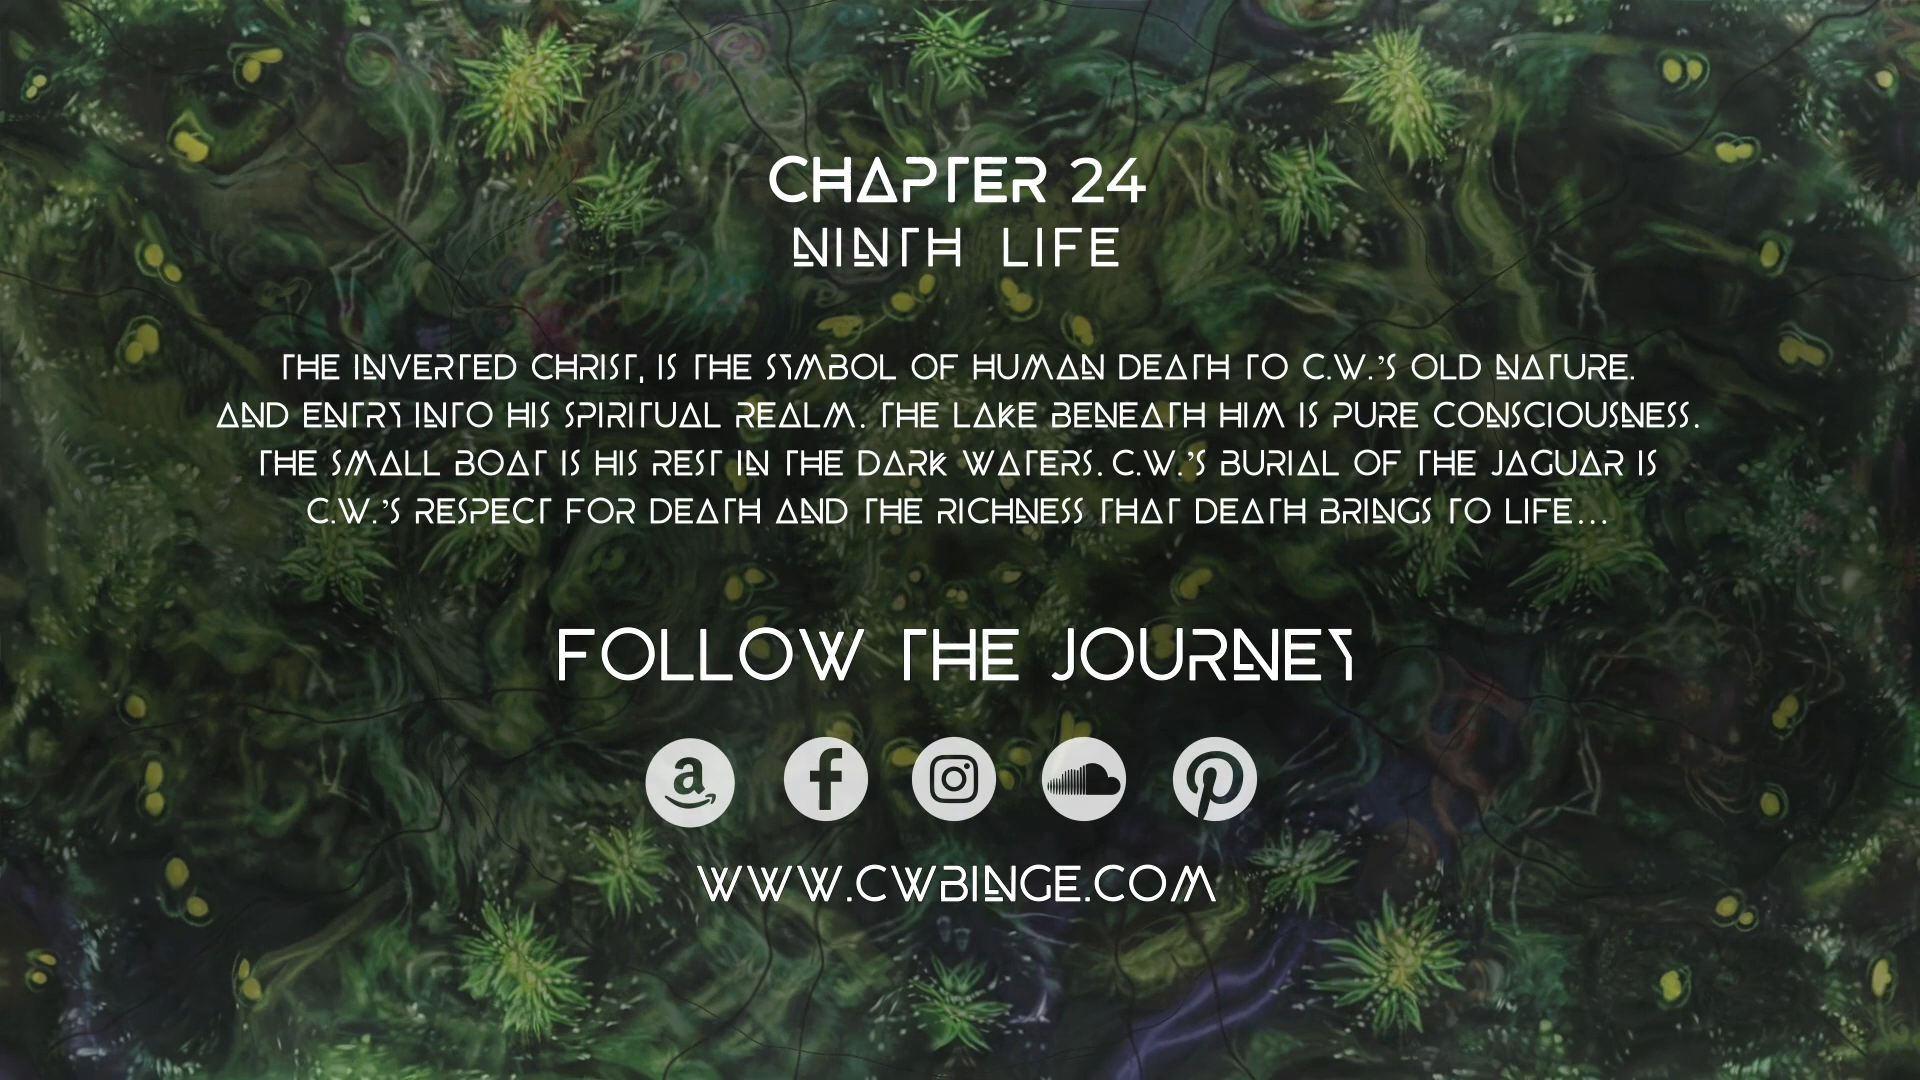 CHAPTER 24
NINTH LIFE
THE INVERTED CHRIST, IS THE SYMBOL OF HUMAN DEATH TO C.W.'S OLD NATURE.
AND ENTRY INTO HIS SPIRITUAL REALM. THE LAKE BENEATH HIM IS PURE CONSCIOUSNESS.
THE SMALL BOAT IS HIS REST IN THE DARK WATERS. C.W.'S BURIAL OF THE JAGUAR IS
C.W.'S RESPECT FOR DEATH AND THE RICHNESS THAT DEATH BRINGS TO LIFE...
FOLLOW THE JOURNEY
WWW.CWBINGE.COM